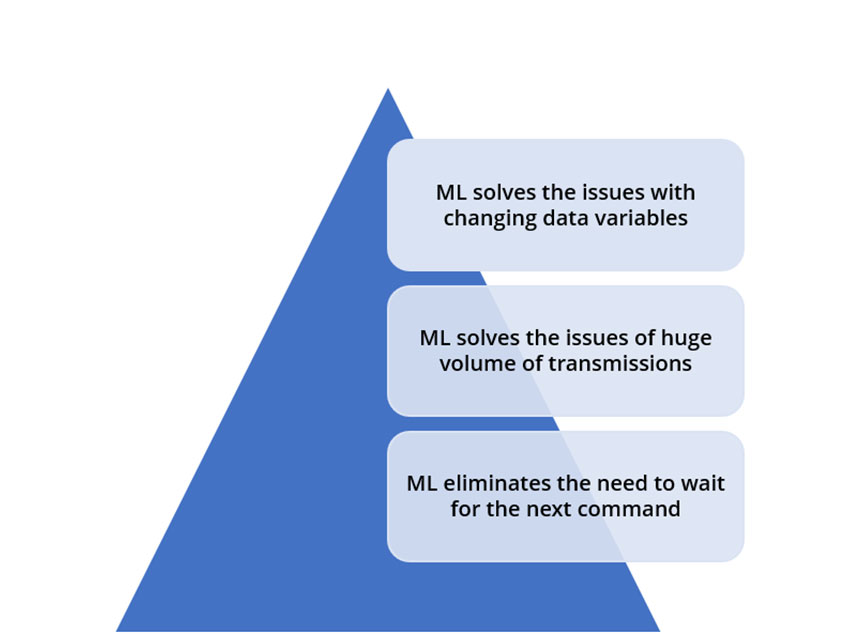 ML solves the issues with
changing data variables
ML solves the issues of huge
volume of transmissions
ML eliminates the need to wait
for the next command